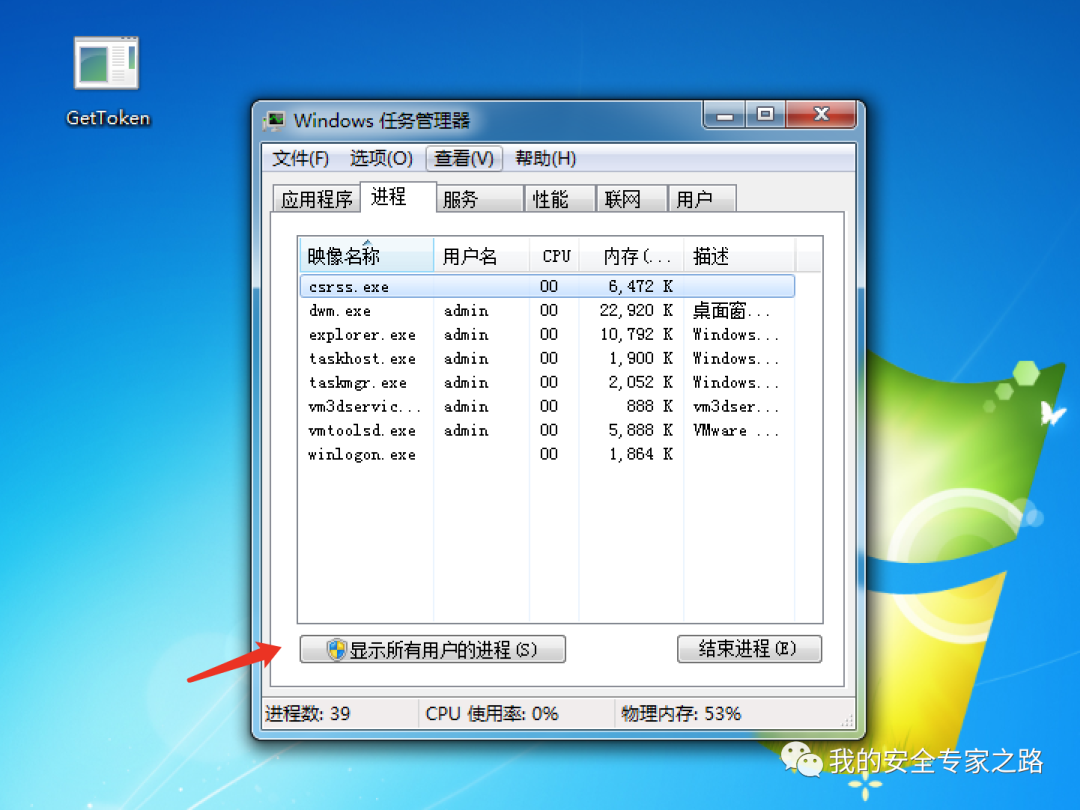 GetToken
Windows 任务管理器
文件(F) 选项(O) 查看(V) 帮助(H)
应用程序 进程 服务 性能 联网 用户
映像名称 用户名 CPU 内存(... 描述
csrss.exe 00 6,472 K
dwm.exe admin 00 22,920 K 桌面窗...
explorer.exe admin 00 10,792 K Windows...
taskhost.exe admin 00 1,900 K Windows...
taskmgr.exe admin 00 2,052 K Windows...
vm3dservic... admin 00 888 K vm3dser...
vmtoolsd.exe admin 00 5,888 K VMware ...
winlogon.exe 00 1,864 K
显示所有用户的进程(S) 结束进程(E)
进程数: 39 CPU 使用率: 0% 物理内存: 53%
我的安全专家之路